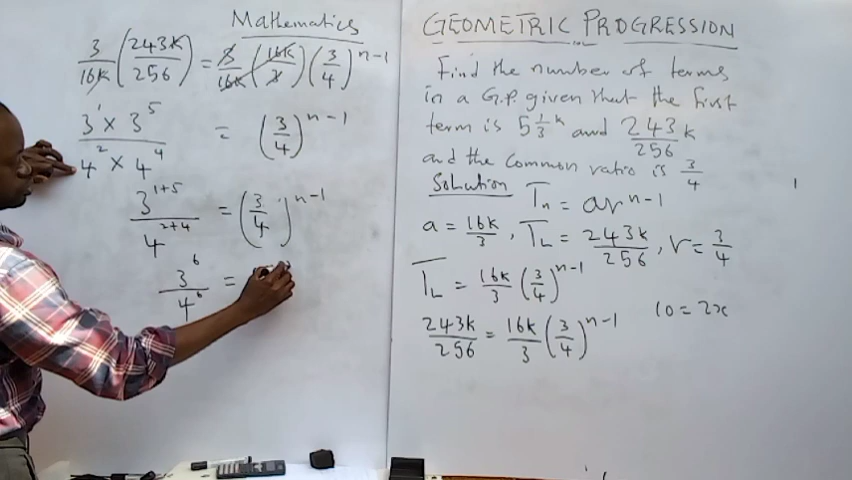 Mathematics
3/16k (243k/256) = 3/16k (16k/3) (3/4)^n-1
3^1 × 3^5 / 4^2 × 4^4 = (3/4)^n-1
3^1+5 / 4^2+4 = (3/4)^n-1
3^6 / 4^6 =
GEOMETRIC PROGRESSION
Find the number of terms
in a G.P. given that the first
term is 5 1/3 k and 243/256 k
and the common ratio is 3/4
Solution Tn = ar^n-1
a = 16k/3, TL = 243k/256, r = 3/4
TL = 16k/3 (3/4)^n-1
10 = 2x
243k/256 = 16k/3 (3/4)^n-1